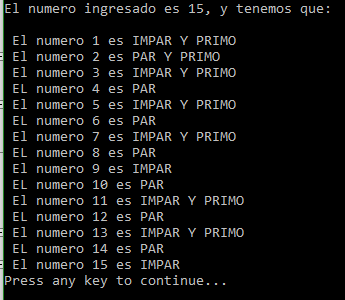 El numero ingresado es 15, y tenemos que:
El numero 1 es IMPAR Y PRIMO
El numero 2 es PAR Y PRIMO
El numero 3 es IMPAR Y PRIMO
EL numero 4 es PAR
El numero 5 es IMPAR Y PRIMO
EL numero 6 es PAR
El numero 7 es IMPAR Y PRIMO
EL numero 8 es PAR
El numero 9 es IMPAR
EL numero 10 es PAR
El numero 11 es IMPAR Y PRIMO
EL numero 12 es PAR
El numero 13 es IMPAR Y PRIMO
EL numero 14 es PAR
El numero 15 es IMPAR
Press any key to continue...